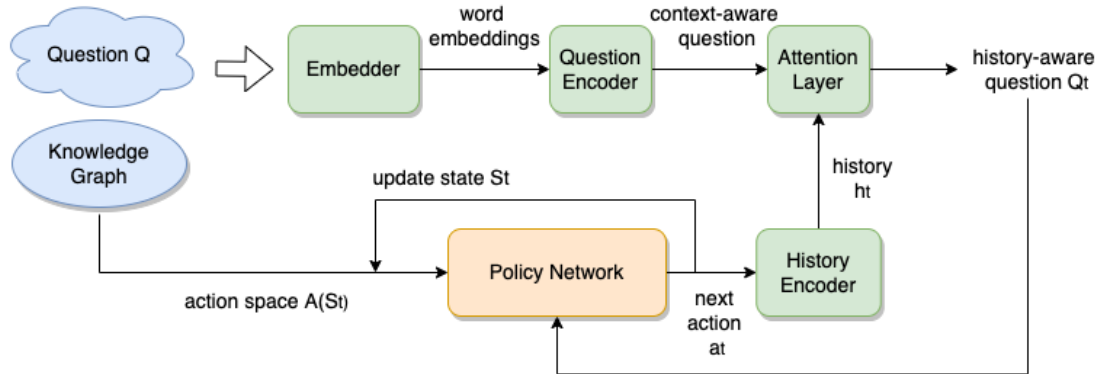 Question Q
Embedder
word
embeddings
Question
Encoder
context-aware
question
Attention
Layer
history-aware
question Qt
Knowledge
Graph
update state St
history
ht
Policy Network
History
Encoder
action space A(St)
next
action
at